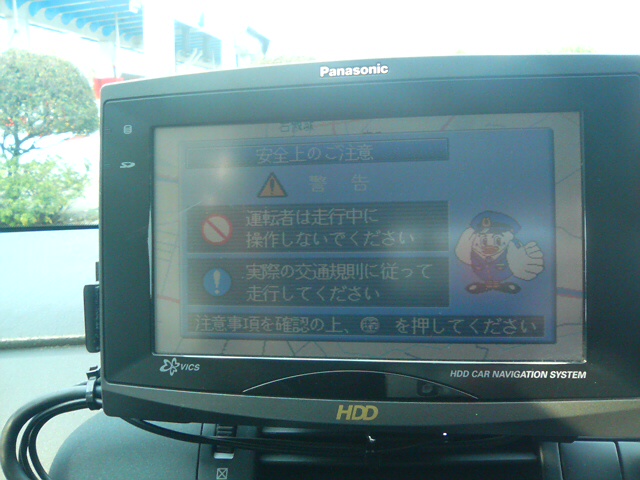 Panasonic
安全上のご注意
警告
運転者は走行中に
操作しないでください
実際の交通規則に従って
走行してください
注意事項を確認の上、 を押してください
VICS
HDD CAR NAVIGATION SYSTEM
HDD